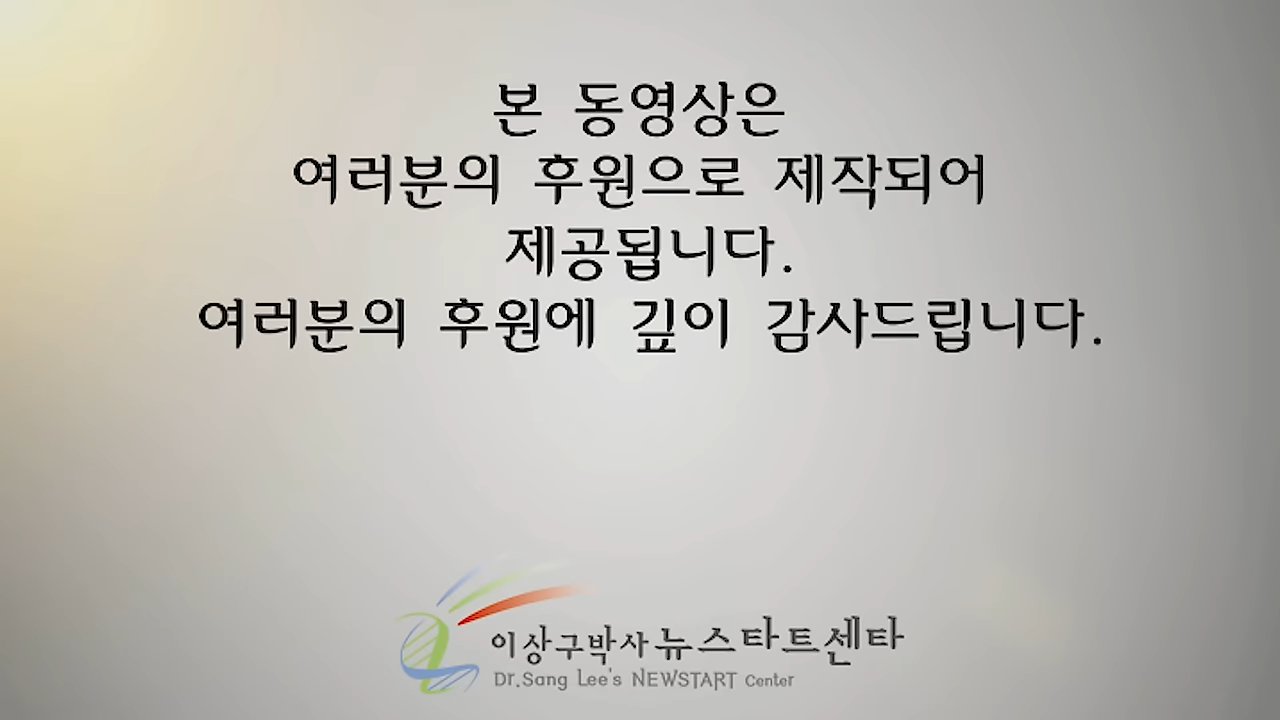 본 동영상은
여러분의 후원으로 제작되어
제공됩니다.
여러분의 후원에 깊이 감사드립니다.
이상구박사뉴스타트센타
Dr.Sang Lee's NEWSTART Center